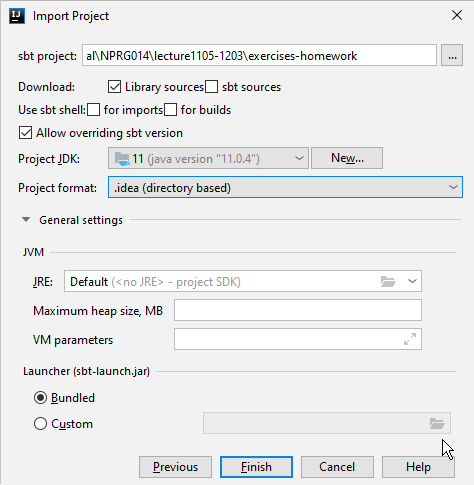 IJ Import Project
sbt project: al\NPRG014\lecture1105-1203\exercises-homework ...
Download: Library sources sbt sources
Use sbt shell: for imports for builds
Allow overriding sbt version
Project JDK: 11 (java version "11.0.4") New...
Project format: .idea (directory based)
General settings
JVM
JRE: Default (<no JRE> - project SDK)
Maximum heap size, MB
VM parameters
Launcher (sbt-launch.jar)
Bundled
Custom
Previous Finish Cancel Help